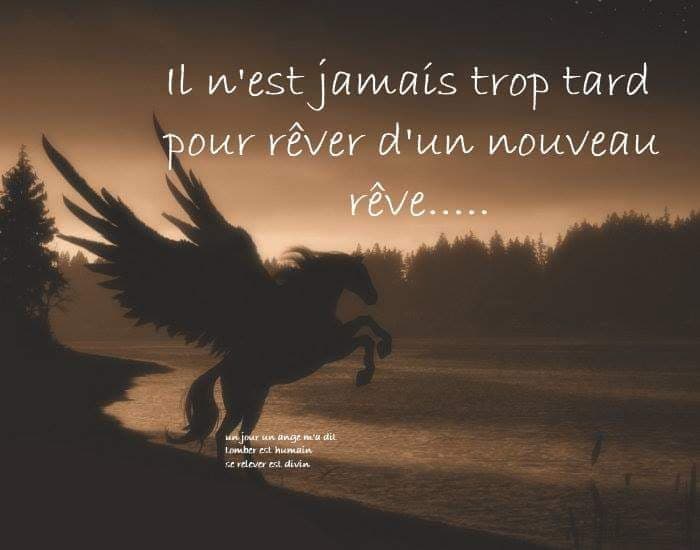 Il n'est jamais trop tard
pour rêver d'un nouveau
rêve.....
un jour un ange m'a dit
tomber est humain
se relever est divin